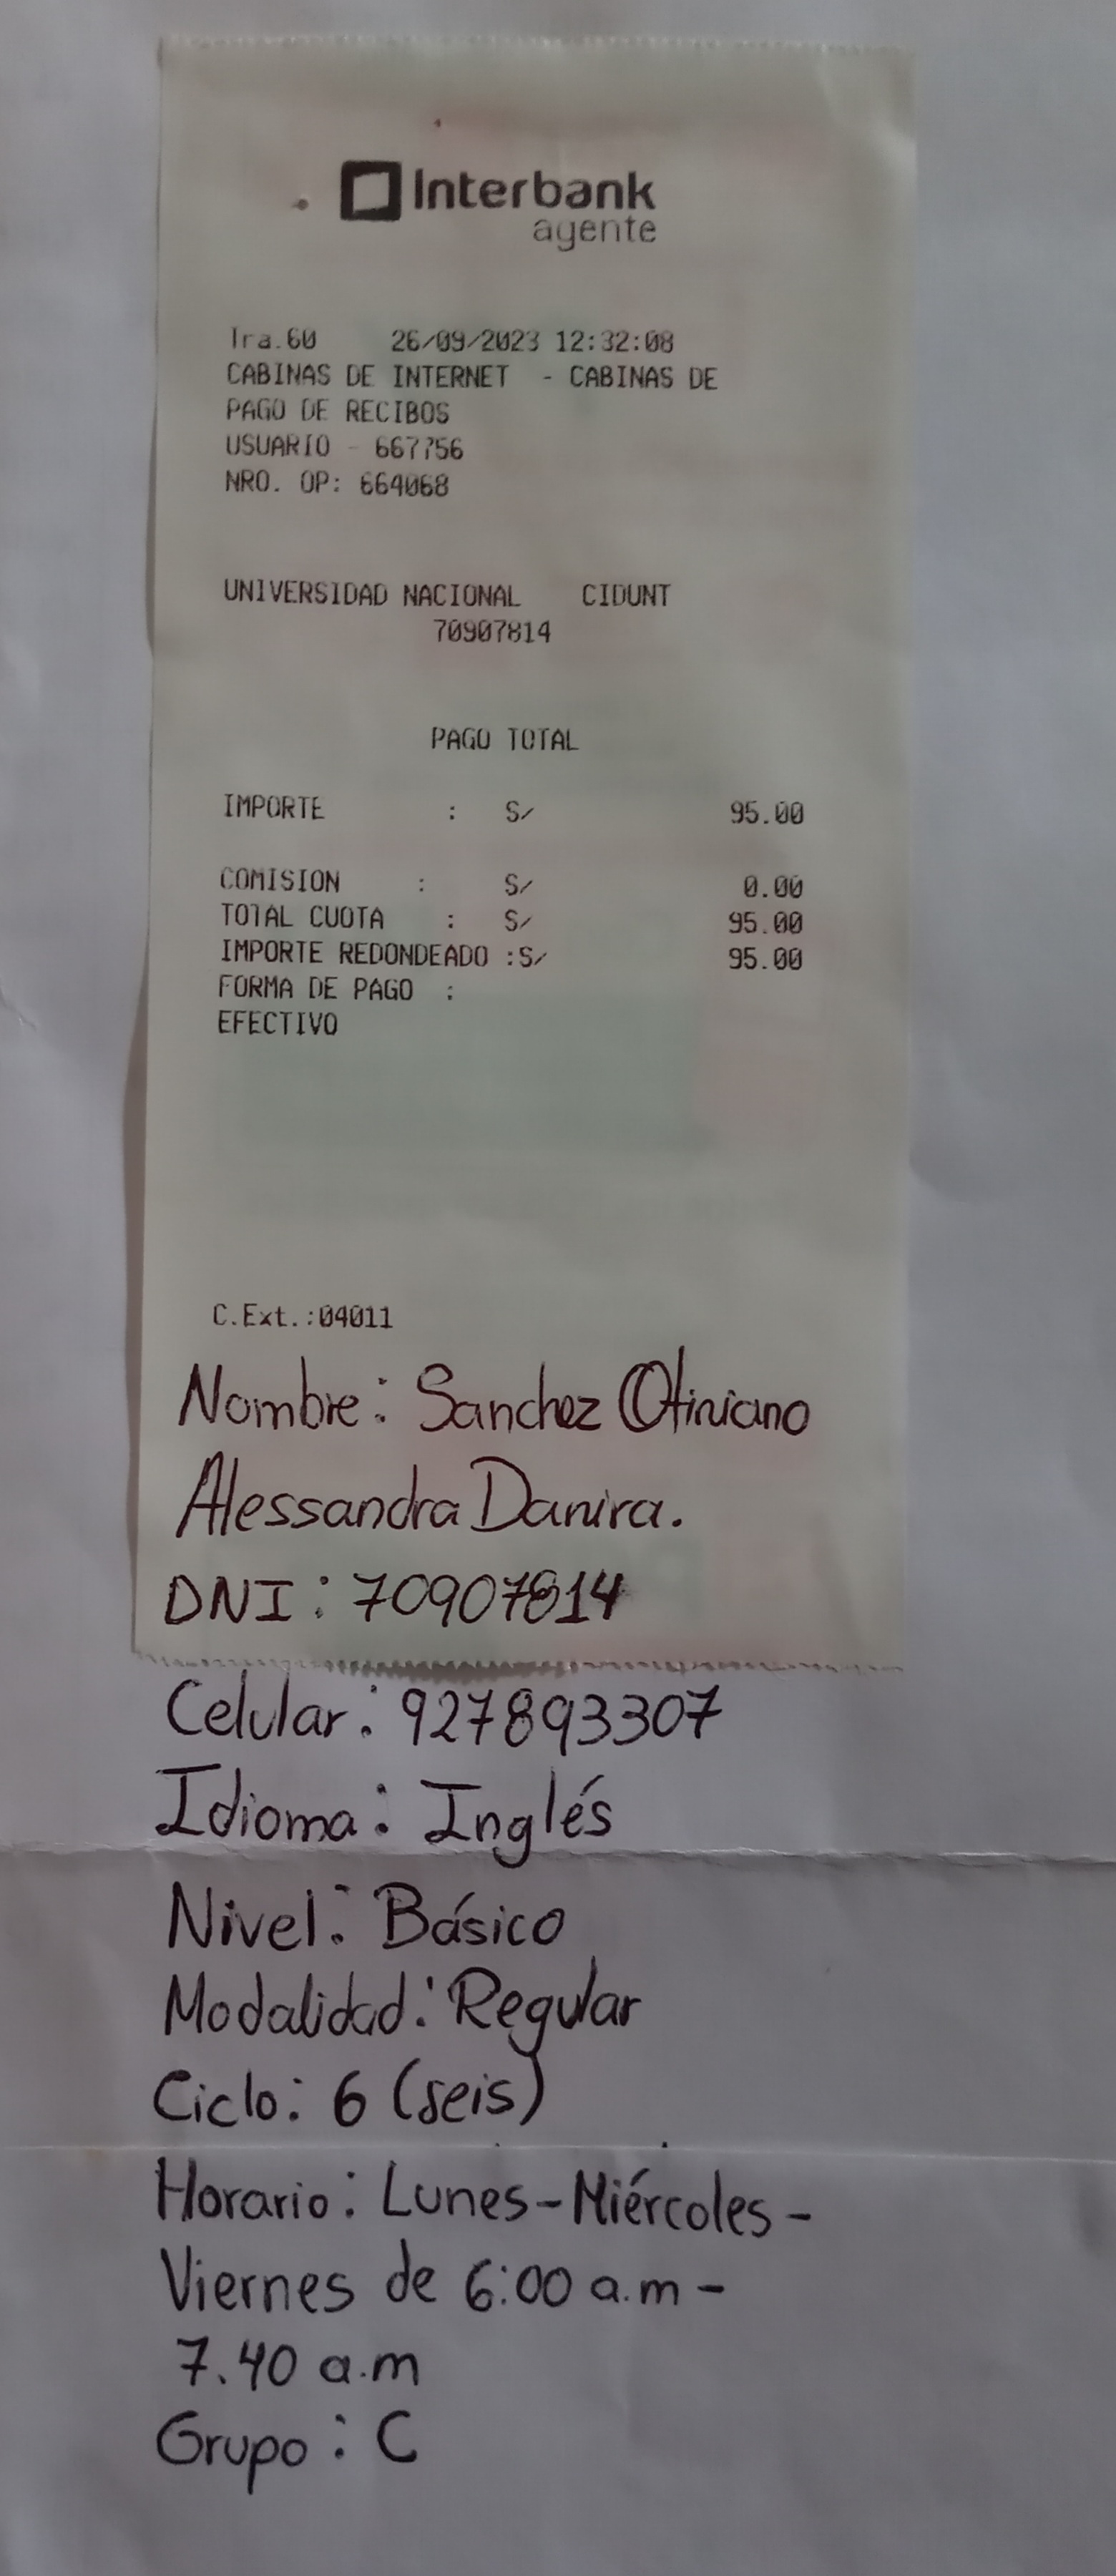 Interbank
agente
Tra.60 26/09/2023 12:32:08
CABINAS DE INTERNET - CABINAS DE
PAGO DE RECIBOS
USUARIO - 667756
NRO. OP: 664068
UNIVERSIDAD NACIONAL CIDUNT
70907814
PAGO TOTAL
IMPORTE : S/ 95.00
COMISION : S/ 0.00
TOTAL CUOTA : S/ 95.00
IMPORTE REDONDEADO :S/ 95.00
FORMA DE PAGO :
EFECTIVO
C.Ext.:04011
Nombre: Sanchez Otiniano
Alessandra Danira.
DNI: 70907814
Celular: 927893307
Idioma: Inglés
Nivel: Básico
Modalidad: Regular
Ciclo: 6 (seis)
Horario: Lunes-Miércoles-
Viernes de 6:00 a.m-
7.40 a.m
Grupo: C